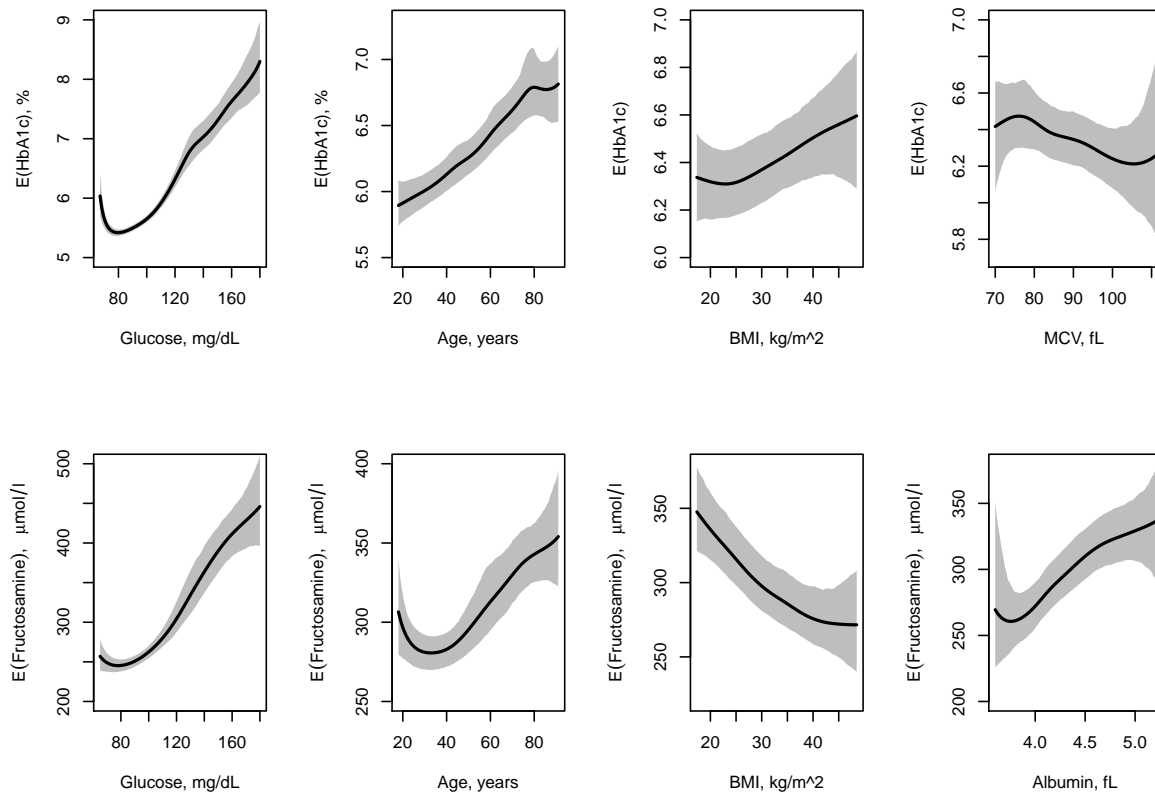 E(HbA1c), %
5 6 7 8 9
80 120 160
Glucose, mg/dL
E(HbA1c), %
5.5 6.0 6.5 7.0
20 40 60 80
Age, years
E(HbA1c)
6.0 6.2 6.4 6.6 6.8 7.0
20 30 40
BMI, kg/m^2
E(HbA1c)
5.8 6.2 6.6 7.0
70 80 90 100
MCV, fL
E(Fructosamine), μmol/l
200 300 400 500
80 120 160
Glucose, mg/dL
E(Fructosamine), μmol/l
250 300 350 400
20 40 60 80
Age, years
E(Fructosamine), μmol/l
250 300 350
20 30 40
BMI, kg/m^2
E(Fructosamine), μmol/l
200 250 300 350
4.0 4.5 5.0
Albumin, fL